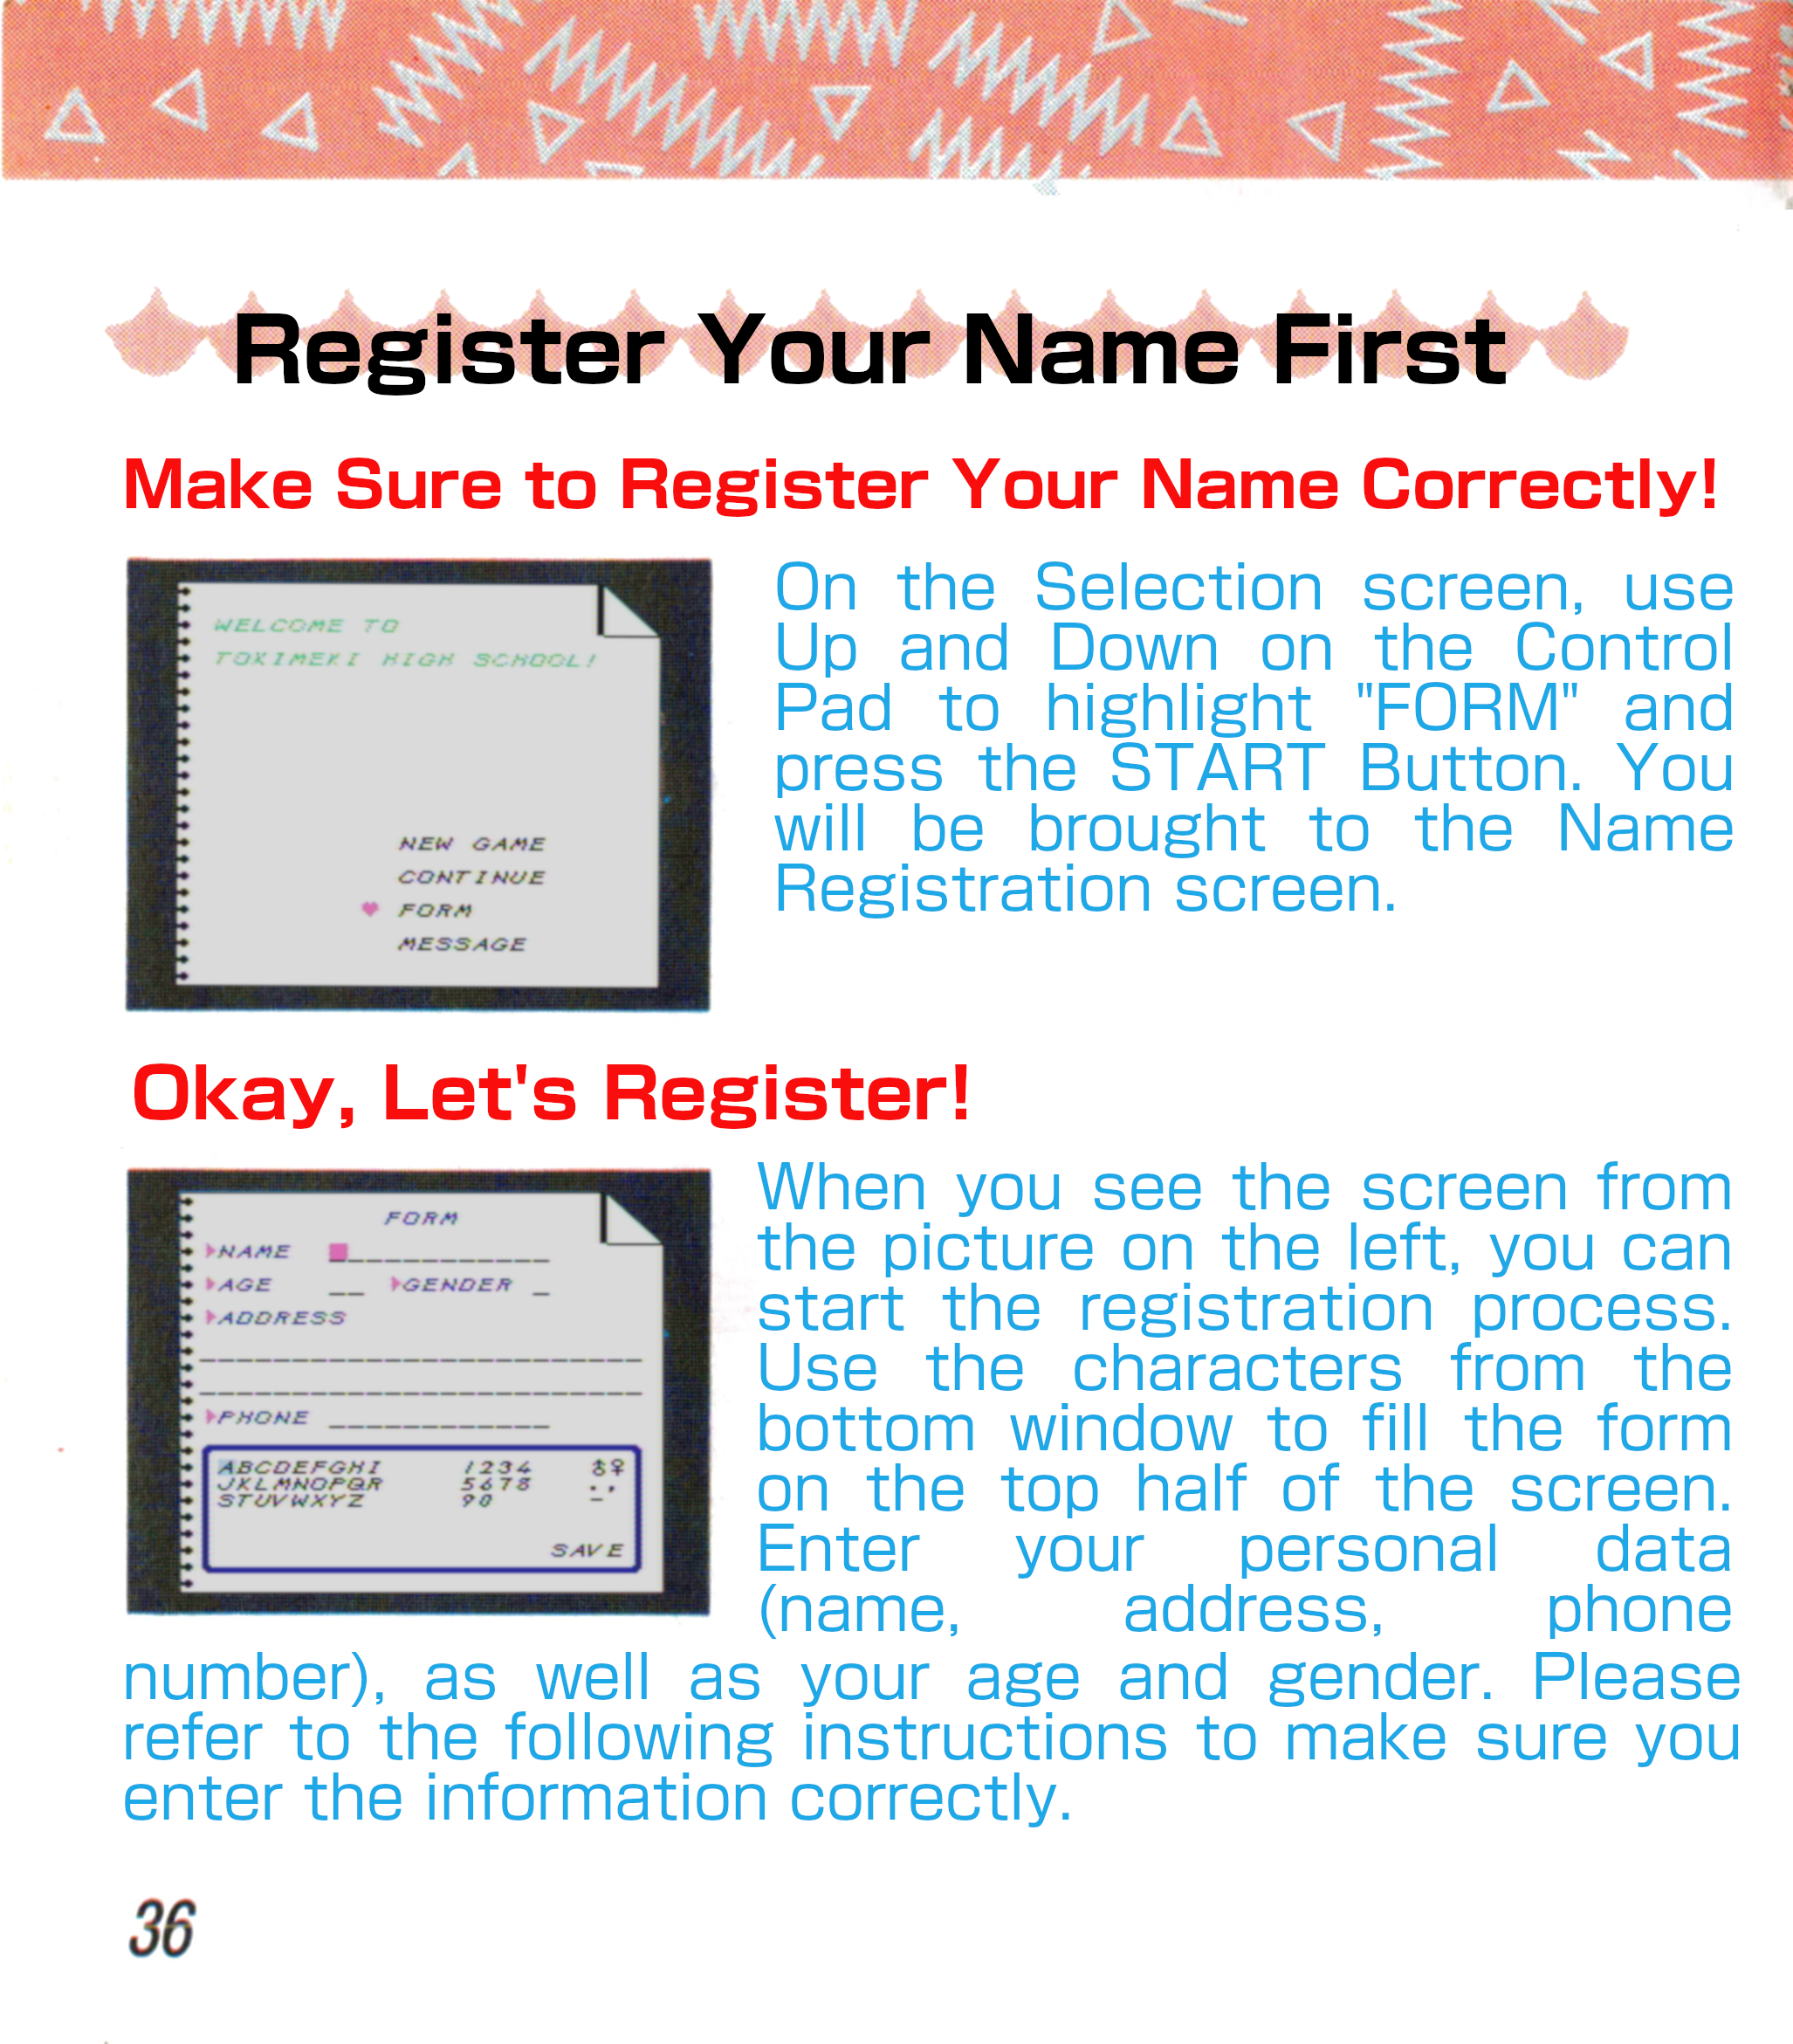 Register Your Name First
Make Sure to Register Your Name Correctly!
WELCOME TO
TOKIMEKI HIGH SCHOOL!
NEW GAME
CONTINUE
FORM
MESSAGE
On the Selection screen, use
Up and Down on the Control
Pad to highlight "FORM" and
press the START Button. You
will be brought to the Name
Registration screen.
Okay, Let's Register!
FORM
NAME
AGE GENDER
ADDRESS
PHONE
ABCDEFGHI 1234 ♂♀
JKLMNOPQR 5678 .,
STUVWXYZ 90 -
SAVE
When you see the screen from
the picture on the left, you can
start the registration process.
Use the characters from the
bottom window to fill the form
on the top half of the screen.
Enter your personal data
(name, address, phone
number), as well as your age and gender. Please
refer to the following instructions to make sure you
enter the information correctly.
36